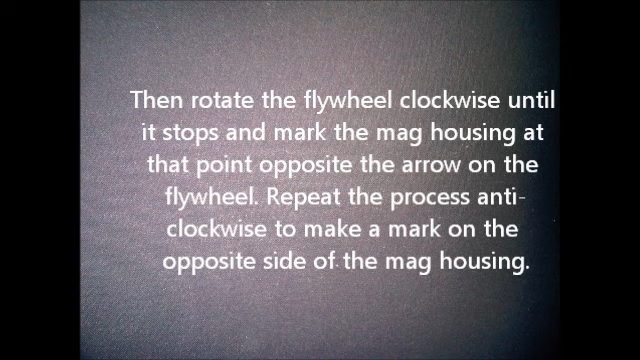 Then rotate the flywheel clockwise until
it stops and mark the mag housing at
that point opposite the arrow on the
flywheel. Repeat the process anti-
clockwise to make a mark on the
opposite side of the mag housing.